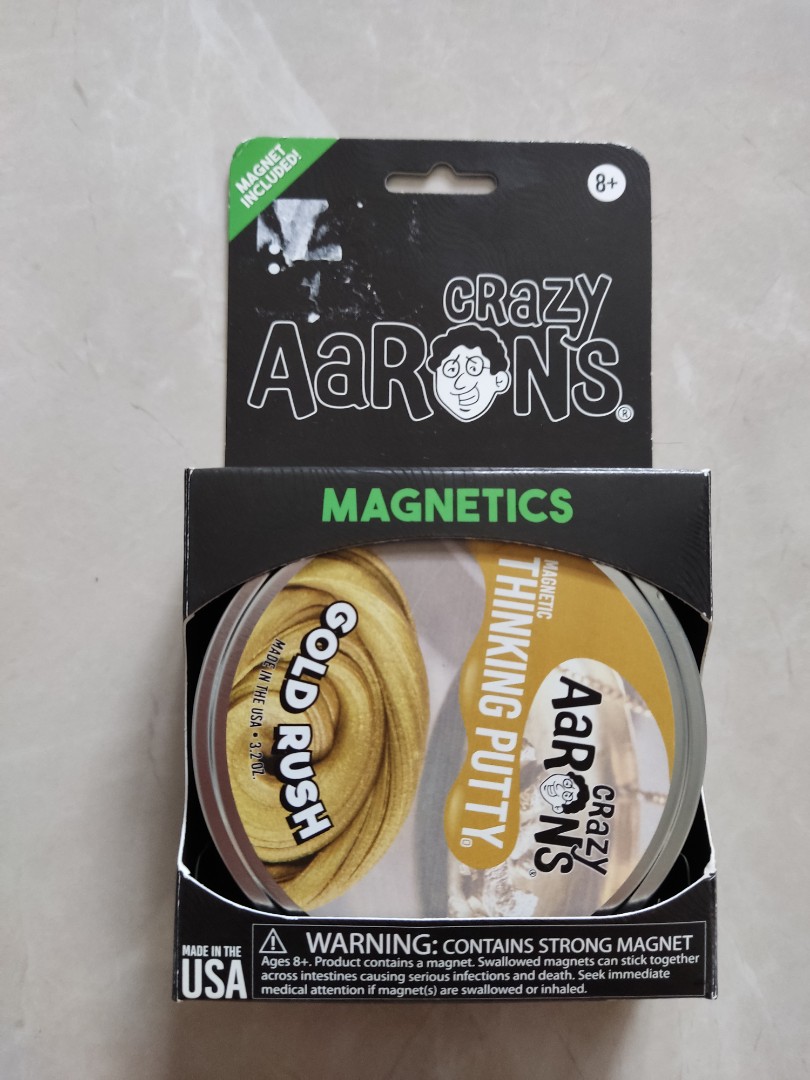 MAGNET
INCLUDED!
8+
CRaZY
AaRONS®
MAGNETICS
MAGNETIC
THINKING PUTTY®
CRaZY
AaRONS®
GOLD RUSH
MADE IN THE USA • 3.2 OZ.
MADE IN THE
USA
WARNING: CONTAINS STRONG MAGNET
Ages 8+. Product contains a magnet. Swallowed magnets can stick together
across intestines causing serious infections and death. Seek immediate
medical attention if magnet(s) are swallowed or inhaled.